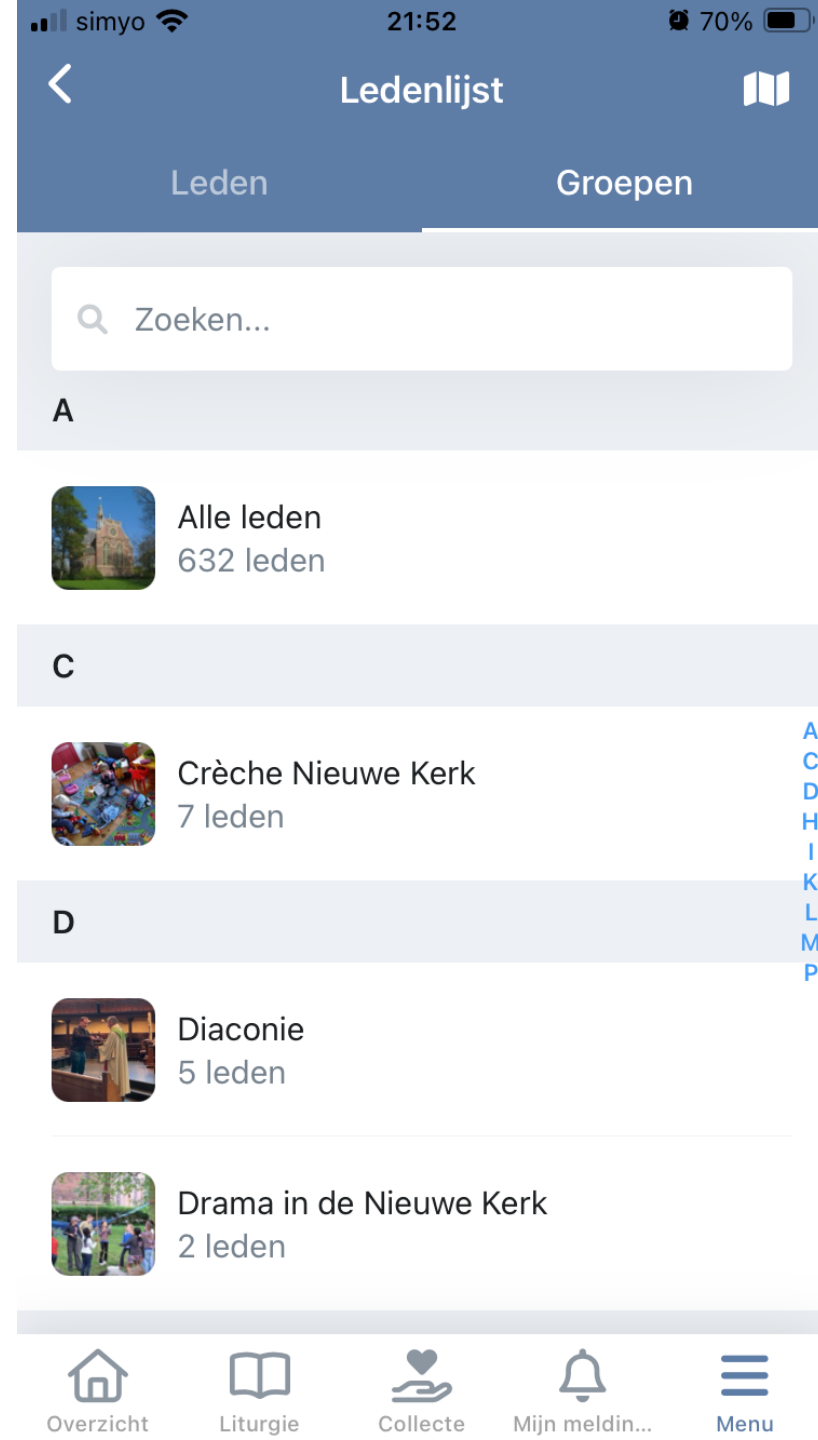 simyo 21:52 70%
Ledenlijst
Leden Groepen
Zoeken...
A
Alle leden
632 leden
C
Crèche Nieuwe Kerk
7 leden
D
Diaconie
5 leden
Drama in de Nieuwe Kerk
2 leden
A
C
D
H
I
K
L
M
P
Overzicht Liturgie Collecte Mijn meldin... Menu